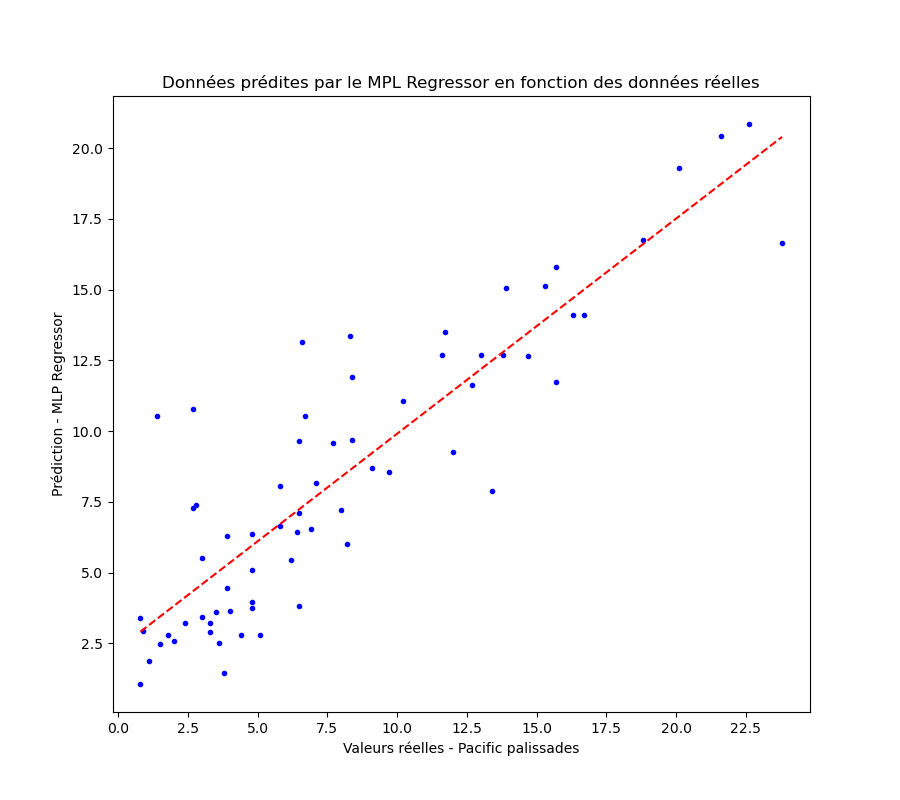 Données prédites par le MPL Regressor en fonction des données réelles
20.0
17.5
15.0
12.5
10.0
7.5
5.0
2.5
Prédiction - MLP Regressor
0.0 2.5 5.0 7.5 10.0 12.5 15.0 17.5 20.0 22.5
Valeurs réelles - Pacific palissades